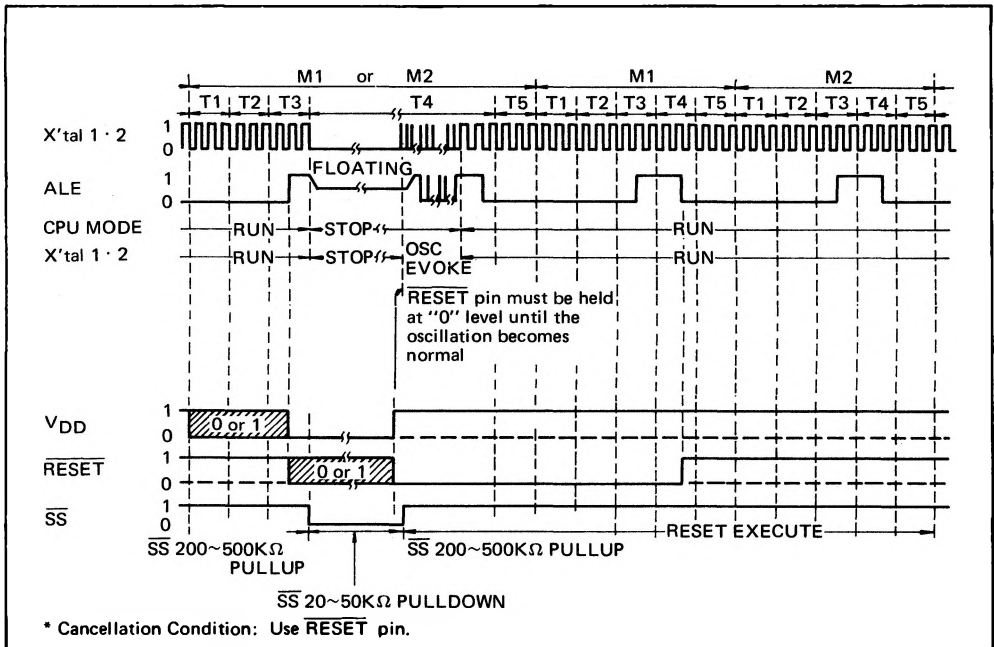 M1 or M2 M1 M2
T1 T2 T3 T4 T5 T1 T2 T3 T4 T5 T1 T2 T3 T4 T5
X'tal 1 · 2 1 0
ALE 1 0 FLOATING
CPU MODE RUN STOP RUN
X'tal 1 · 2 RUN STOP OSC EVOKE RUN
RESET pin must be held
at "0" level until the
oscillation becomes
normal
VDD 1 0 0 or 1
RESET 1 0 0 or 1
SS 1 0
RESET EXECUTE
SS 200~500KΩ
PULLUP
SS 200~500KΩ PULLUP
SS 20~50KΩ PULLDOWN
* Cancellation Condition: Use RESET pin.